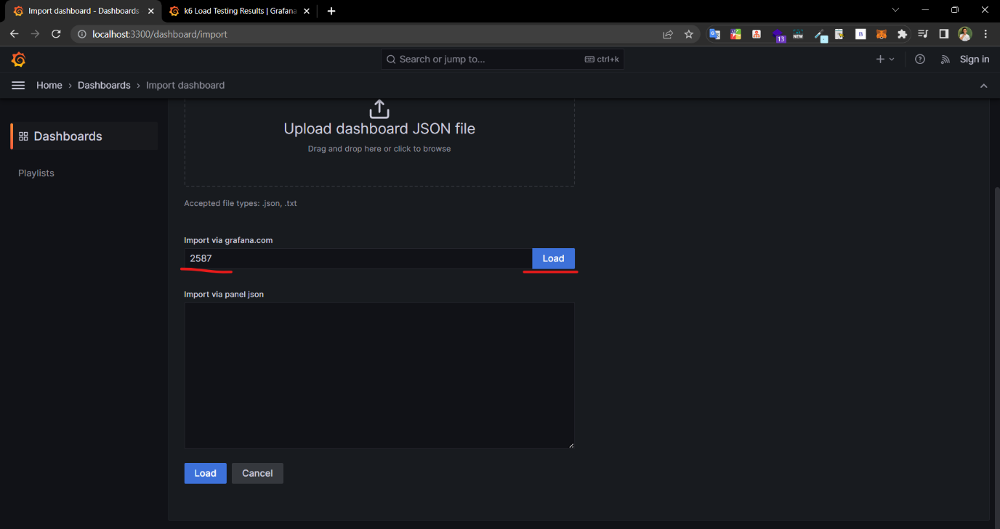 Import dashboard - Dashboards
k6 Load Testing Results | Grafana
localhost:3300/dashboard/import
13
NEW
B
Search or jump to...
ctrl+k
Sign in
Home › Dashboards › Import dashboard
Dashboards
Playlists
Upload dashboard JSON file
Drag and drop here or click to browse
Accepted file types: .json, .txt
Import via grafana.com
2587
Load
Import via panel json
Load
Cancel